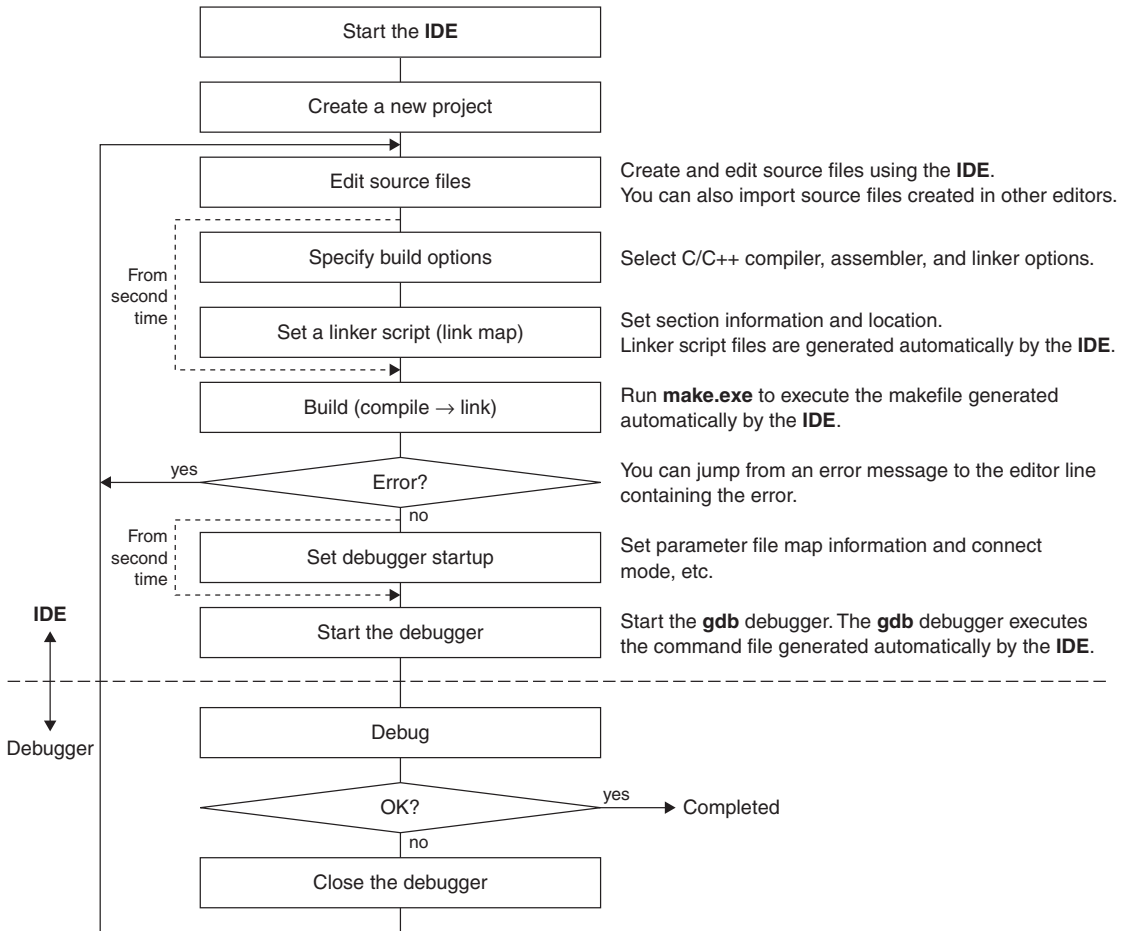 Start the IDE
Create a new project
Edit source files
Create and edit source files using the IDE.
You can also import source files created in other editors.
From
second
time
Specify build options
Select C/C++ compiler, assembler, and linker options.
Set a linker script (link map)
Set section information and location.
Linker script files are generated automatically by the IDE.
Build (compile → link)
Run make.exe to execute the makefile generated
automatically by the IDE.
yes
Error?
You can jump from an error message to the editor line
containing the error.
no
From
second
time
Set debugger startup
Set parameter file map information and connect
mode, etc.
IDE
Start the debugger
Start the gdb debugger. The gdb debugger executes
the command file generated automatically by the IDE.
Debugger
Debug
OK?
yes
Completed
no
Close the debugger